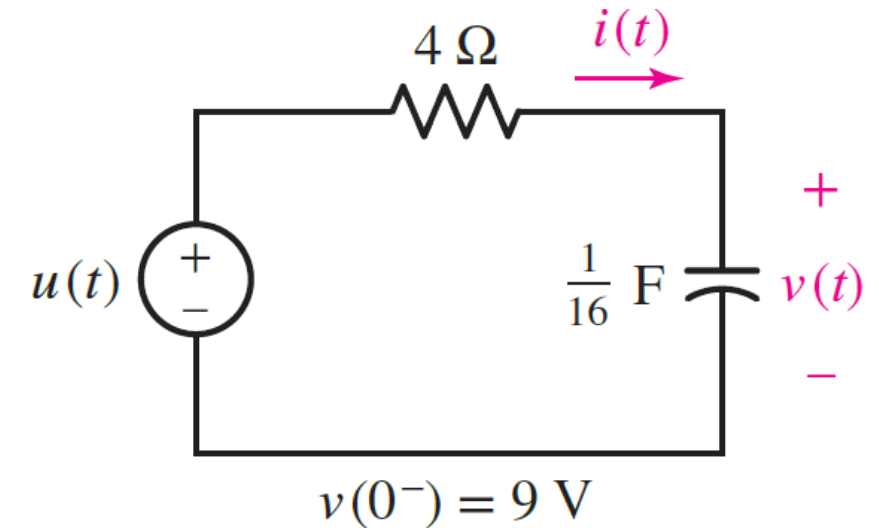 4 Ω
i(t)
+
u(t)
+
−
1/16 F
v(t)
−
v(0⁻) = 9 V